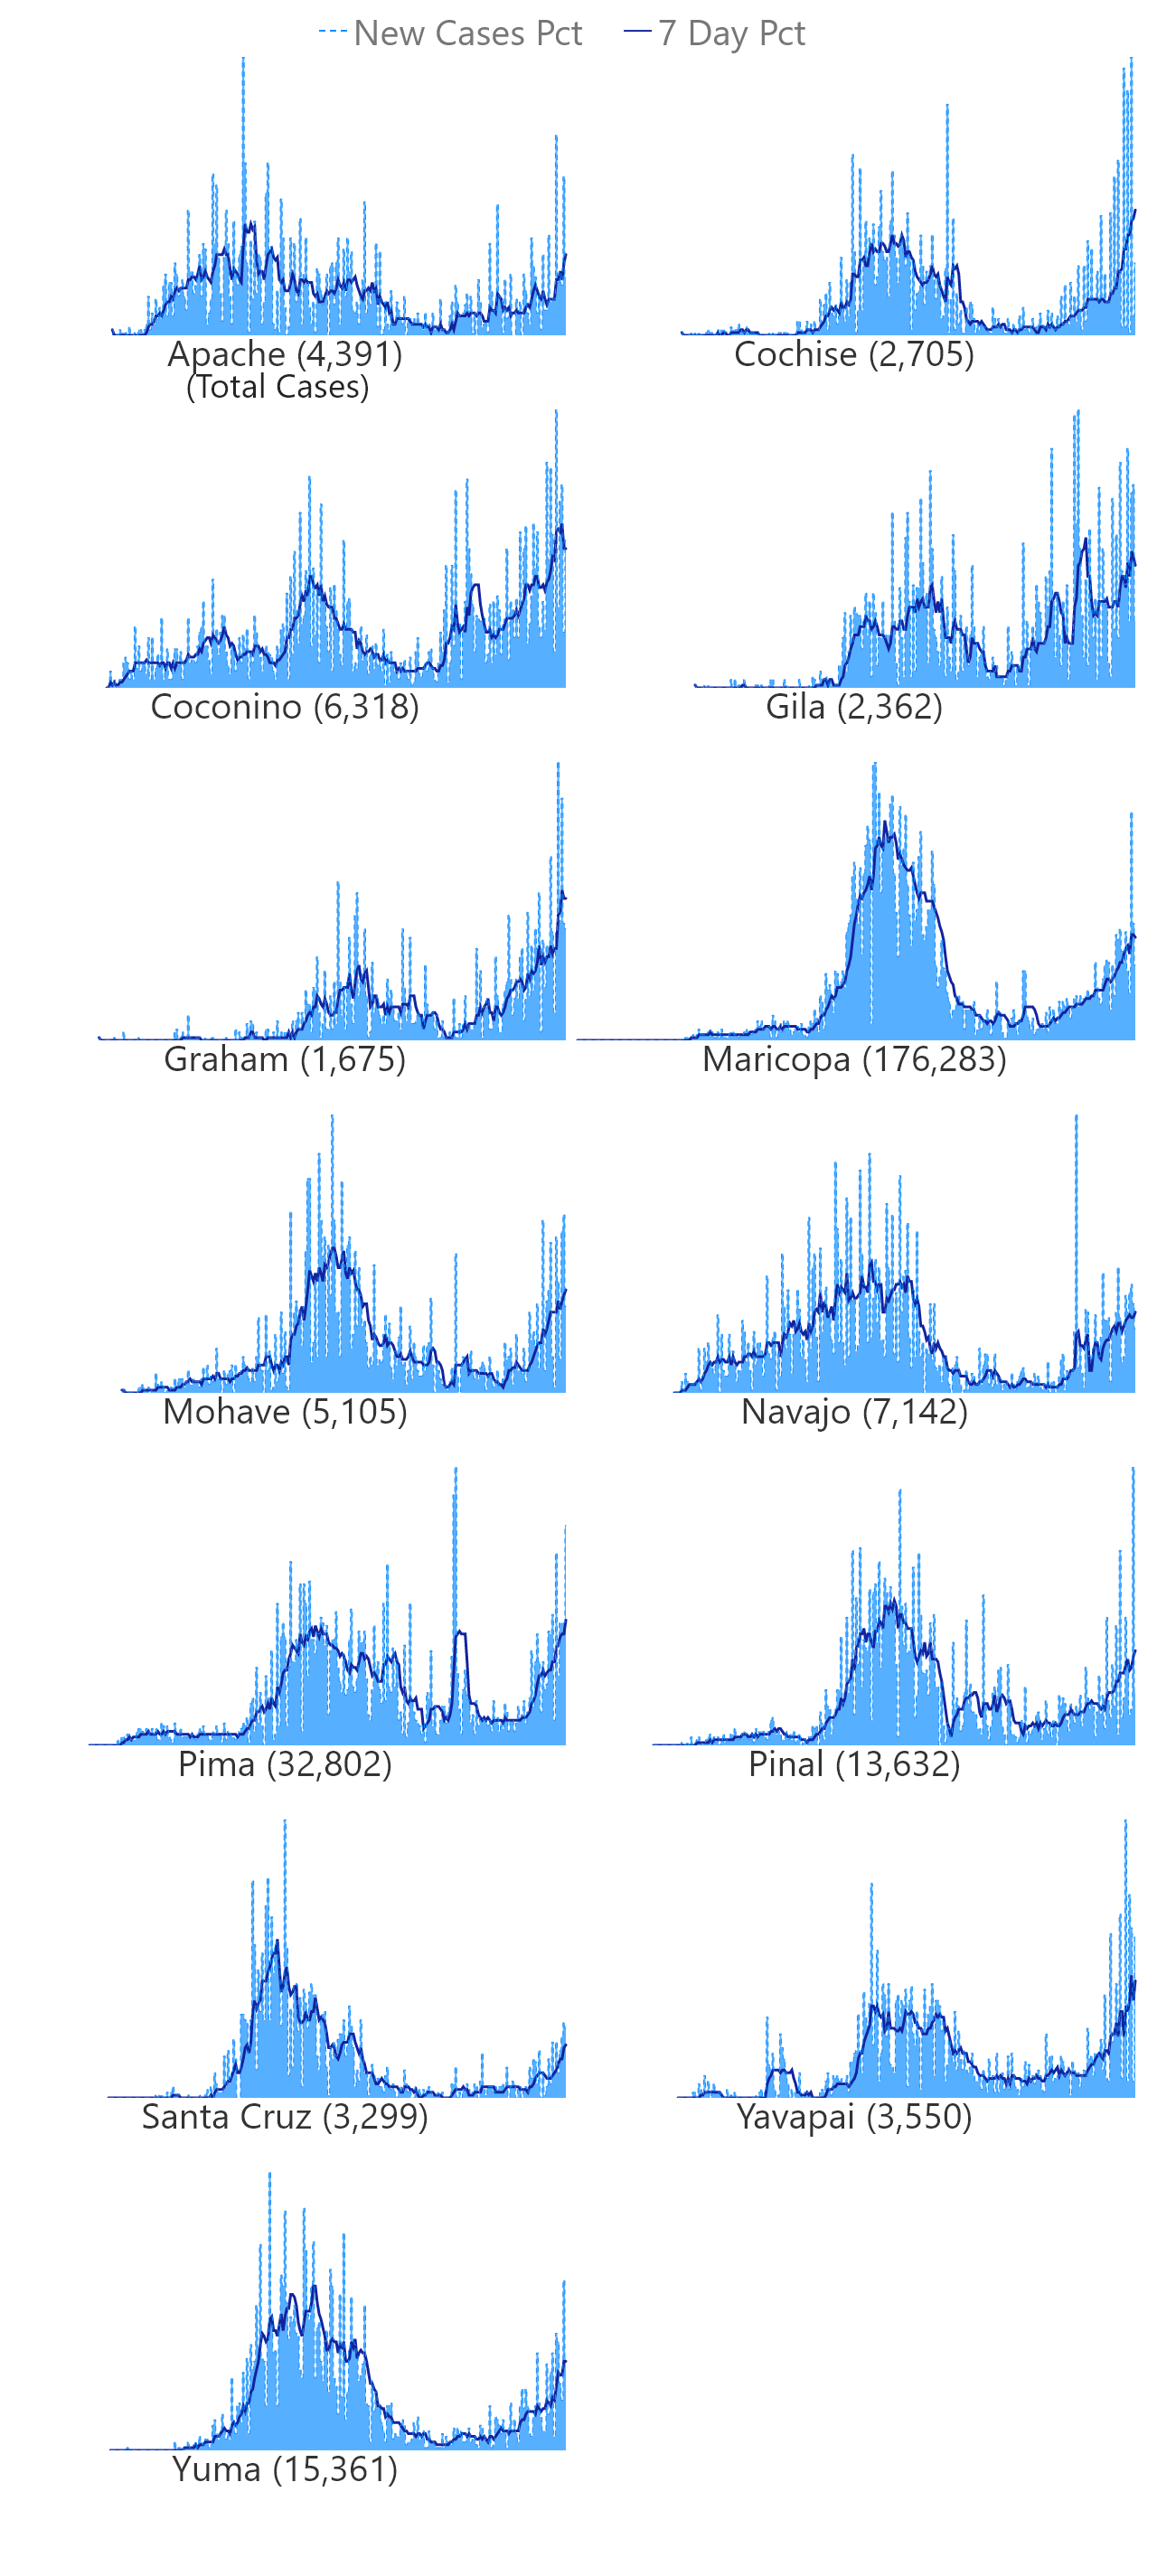 New Cases Pct 7 Day Pct
Apache (4,391) Cochise (2,705)
(Total Cases)
Coconino (6,318) Gila (2,362)
Graham (1,675) Maricopa (176,283)
Mohave (5,105) Navajo (7,142)
Pima (32,802) Pinal (13,632)
Santa Cruz (3,299) Yavapai (3,550)
Yuma (15,361)